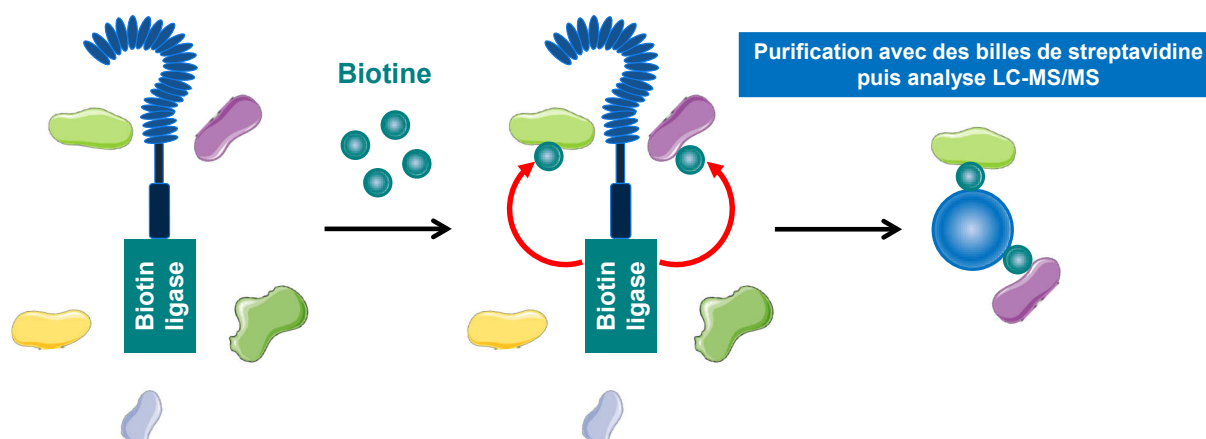 Biotine
Purification avec des billes de streptavidine
puis analyse LC-MS/MS
Biotin
ligase
Biotin
ligase